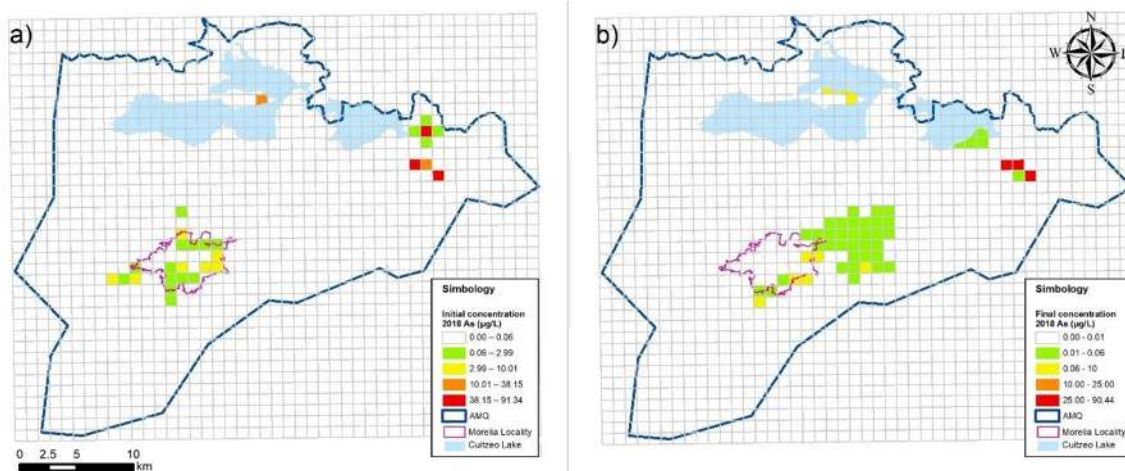 a)
Simbology
Initial concentration
2018 As (µg/L)
0.00 – 0.06
0.06 – 2.99
2.99 – 10.01
10.01 – 38.15
38.15 – 91.34
AMQ
Morelia Locality
Cuitzeo Lake
0 2.5 5 10
km
b)
N
W E
S
Simbology
Final concentration
2018 As (µg/L)
0.00 - 0.01
0.01 - 0.06
0.06 - 10
10.00 - 25.00
25.00 - 90.44
AMQ
Morelia Locality
Cuitzeo Lake